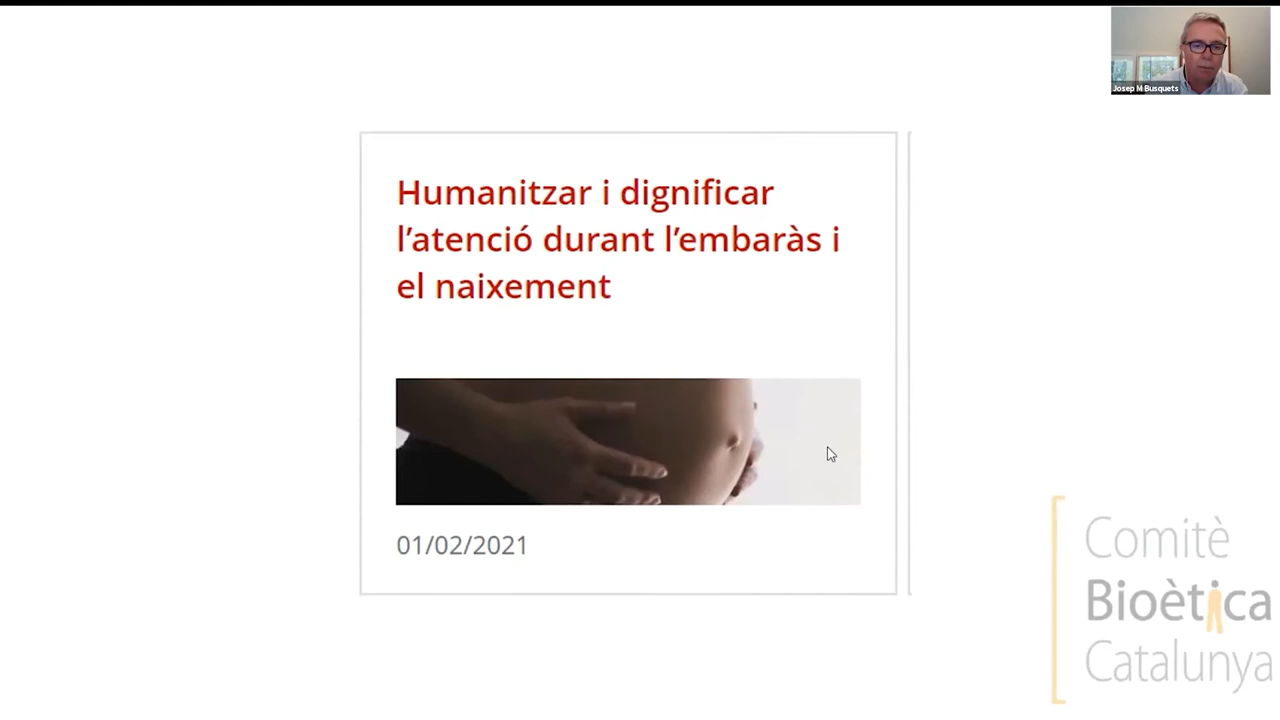 Josep M Busquets
Humanitzar i dignificar
l’atenció durant l’embaràs i
el naixement
01/02/2021
Comitè
Bioètica
Catalunya